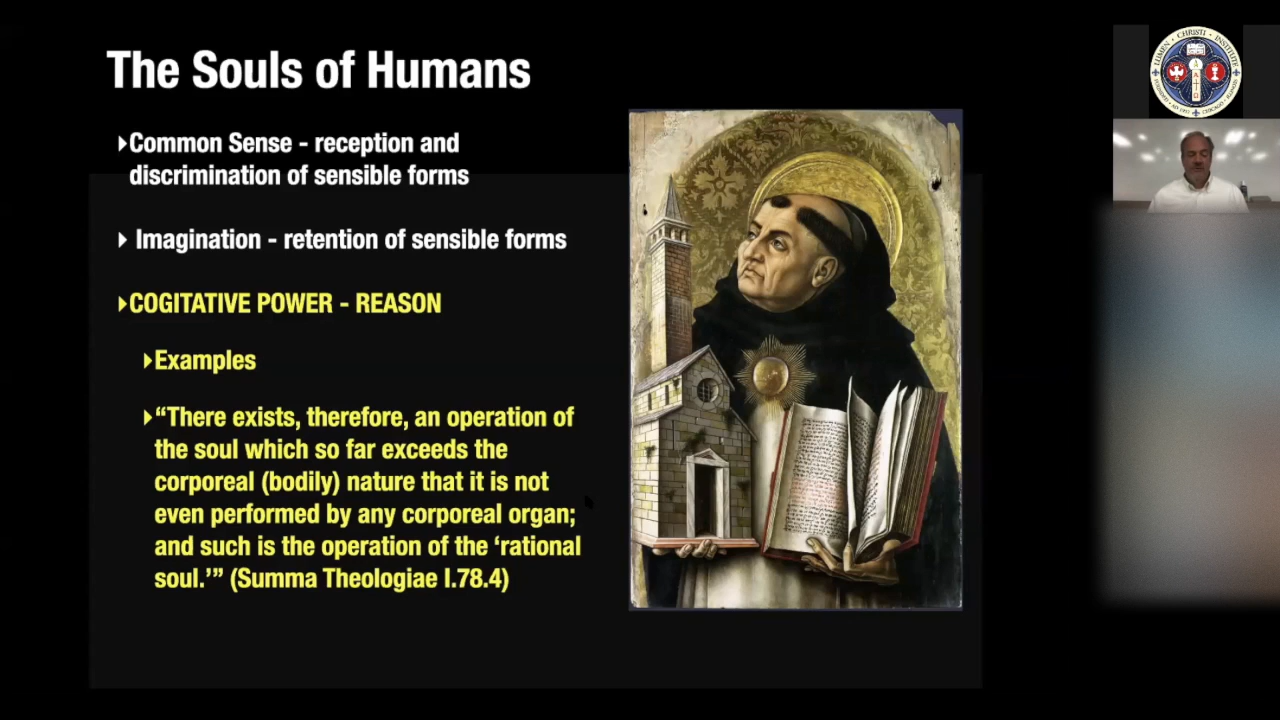 The Souls of Humans
Common Sense - reception and
discrimination of sensible forms
Imagination - retention of sensible forms
COGITATIVE POWER - REASON
Examples
“There exists, therefore, an operation of
the soul which so far exceeds the
corporeal (bodily) nature that it is not
even performed by any corporeal organ;
and such is the operation of the ‘rational
soul.’” (Summa Theologiae I.78.4)
LUMEN CHRISTI INSTITUTE